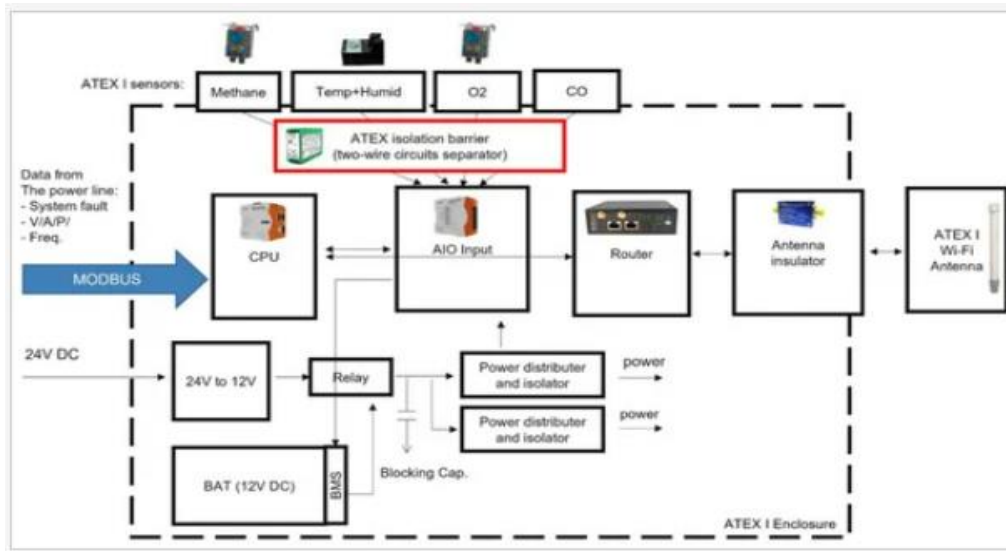 ATEX I sensors:
Methane
Temp+Humid
O2
CO
ATEX isolation barrier
(two-wire circuits separator)
Data from
The power line:
- System fault
- V/A/P/
- Freq.
MODBUS
CPU
AIO Input
Router
Antenna
insulator
ATEX I
Wi-Fi
Antenna
24V DC
24V to 12V
Relay
Power distributer
and isolator
power
Power distributer
and isolator
power
Blocking Cap.
BAT (12V DC)
BMS
ATEX I Enclosure